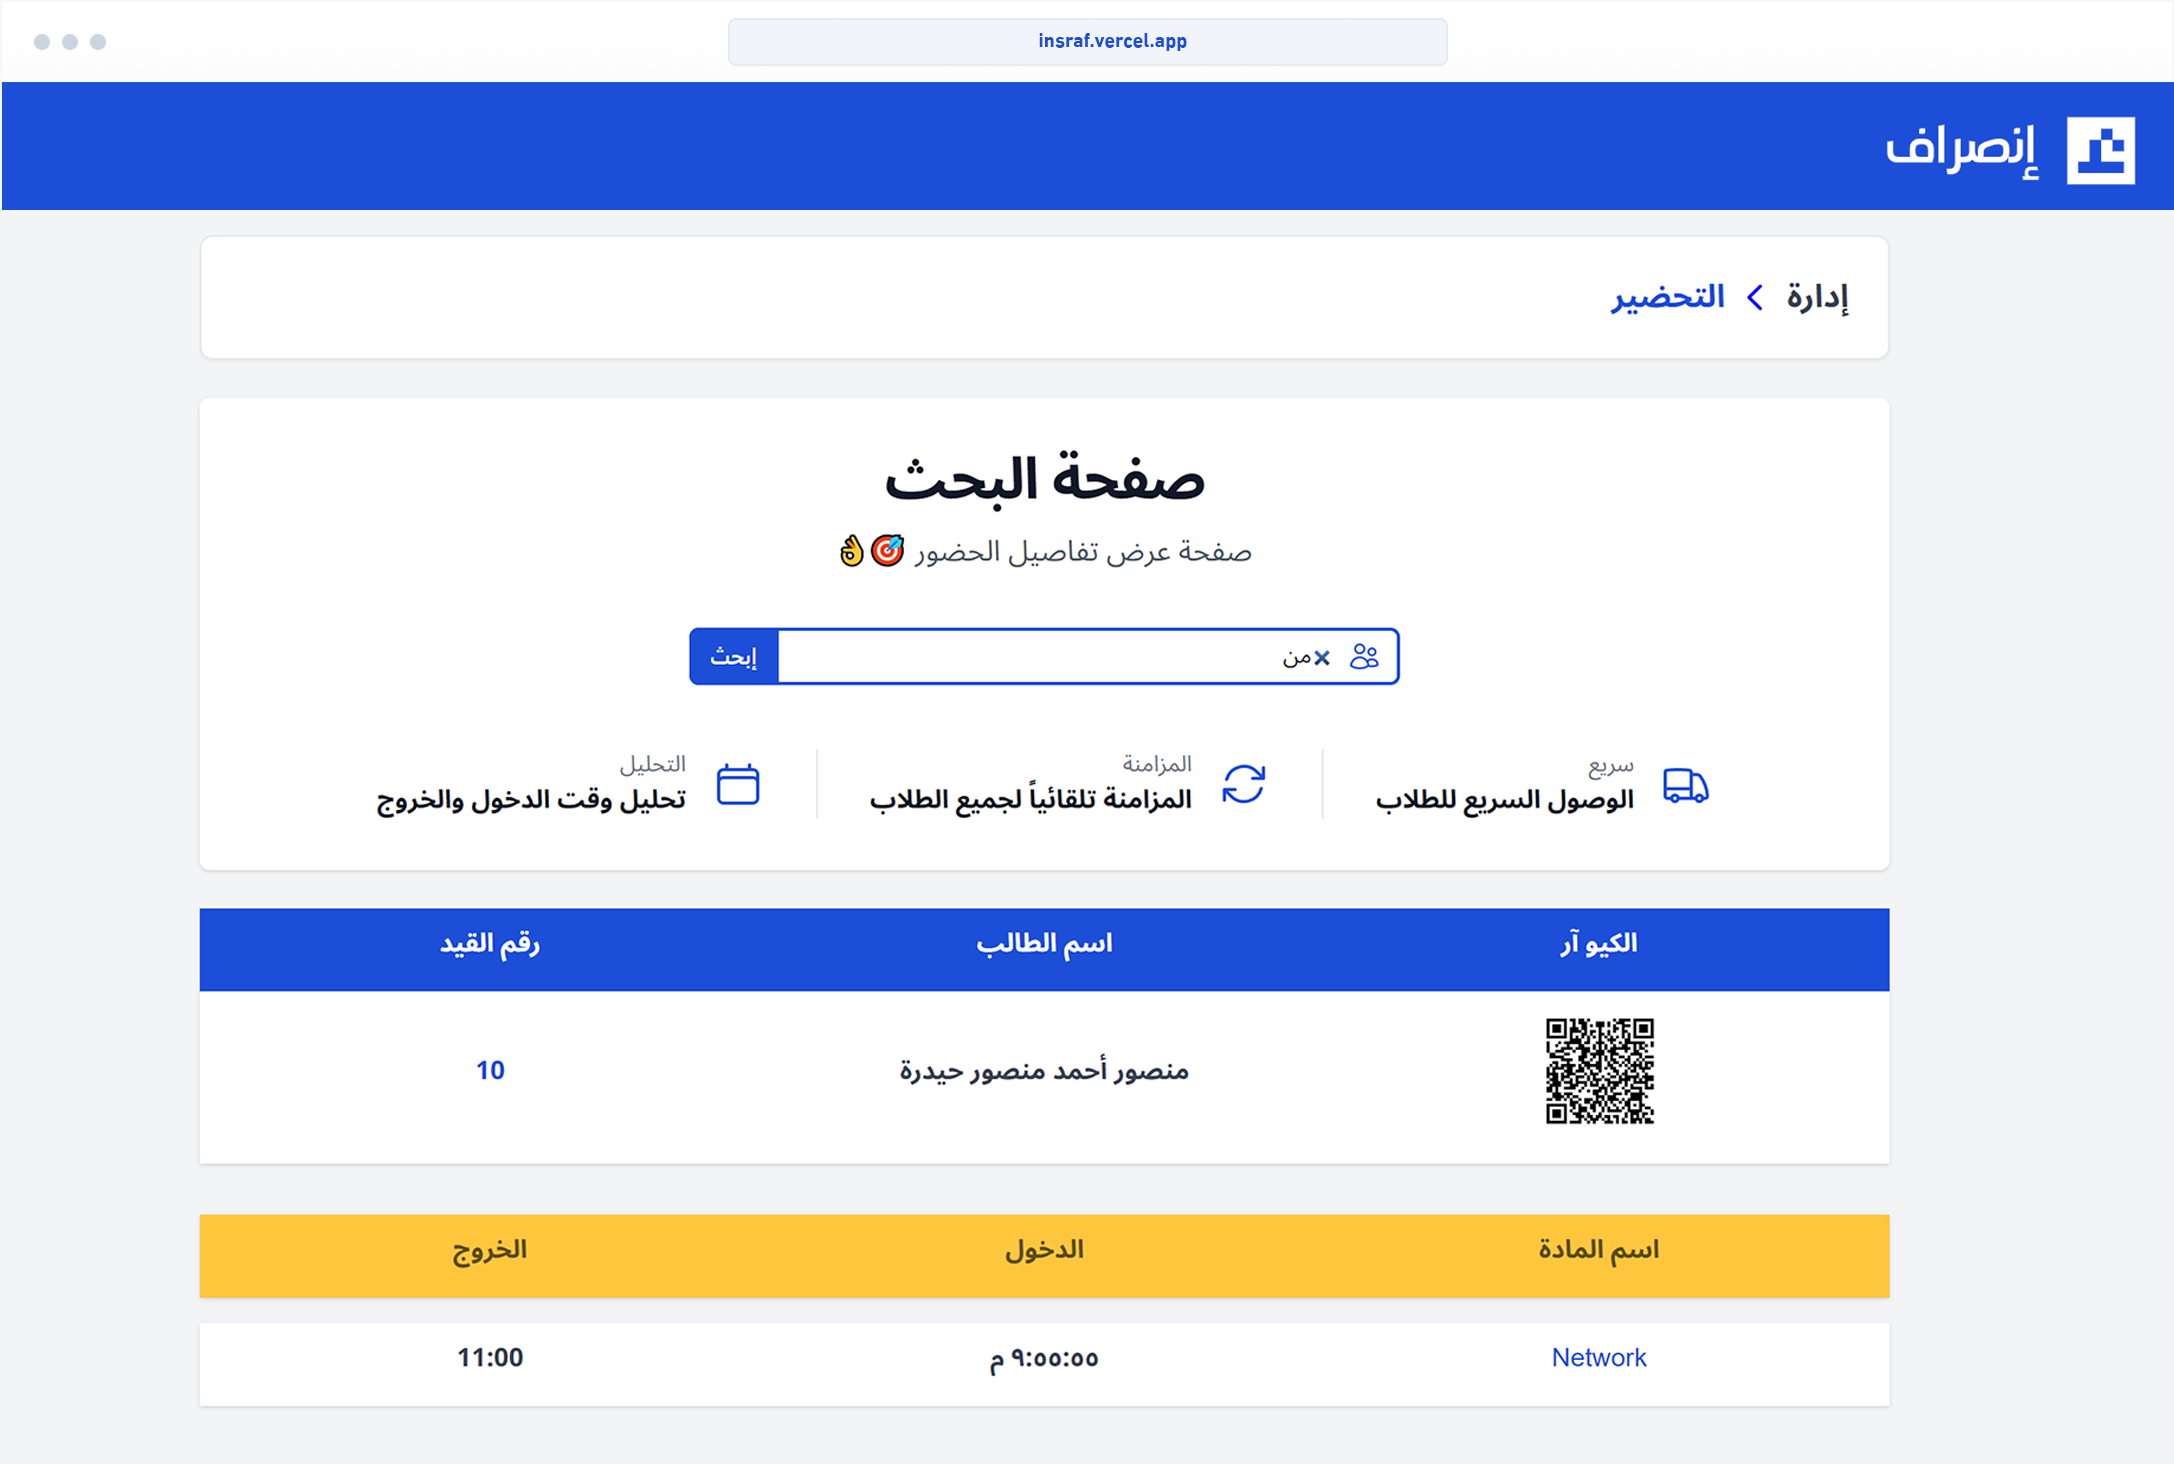 insraf.vercel.app
إنصراف
إدارة > التحضير
صفحة البحث
صفحة عرض تفاصيل الحضور 🎯👌
من
إبحث
سريع
الوصول السريع للطلاب
المزامنة
المزامنة تلقائياً لجميع الطلاب
التحليل
تحليل وقت الدخول والخروج
الكيو آر اسم الطالب رقم القيد
منصور أحمد منصور حيدرة 10
اسم المادة الدخول الخروج
Network ٩:٥٥:٥٥ م 11:00